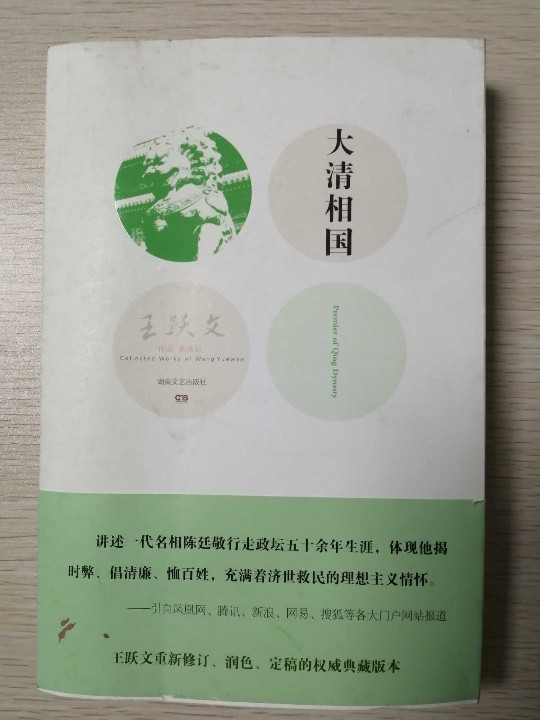 大清相国
王跃文
作品 典藏版
Collected Works of Wang Yuewen
湖南文艺出版社
Premier of Qing Dynasty
讲述一代名相陈廷敬行走政坛五十余年生涯，体现他揭
时弊、倡清廉、恤百姓，充满着济世救民的理想主义情怀。
——引自凤凰网、腾讯、新浪、网易、搜狐等各大门户网站报道
王跃文重新修订、润色、定稿的权威典藏版本